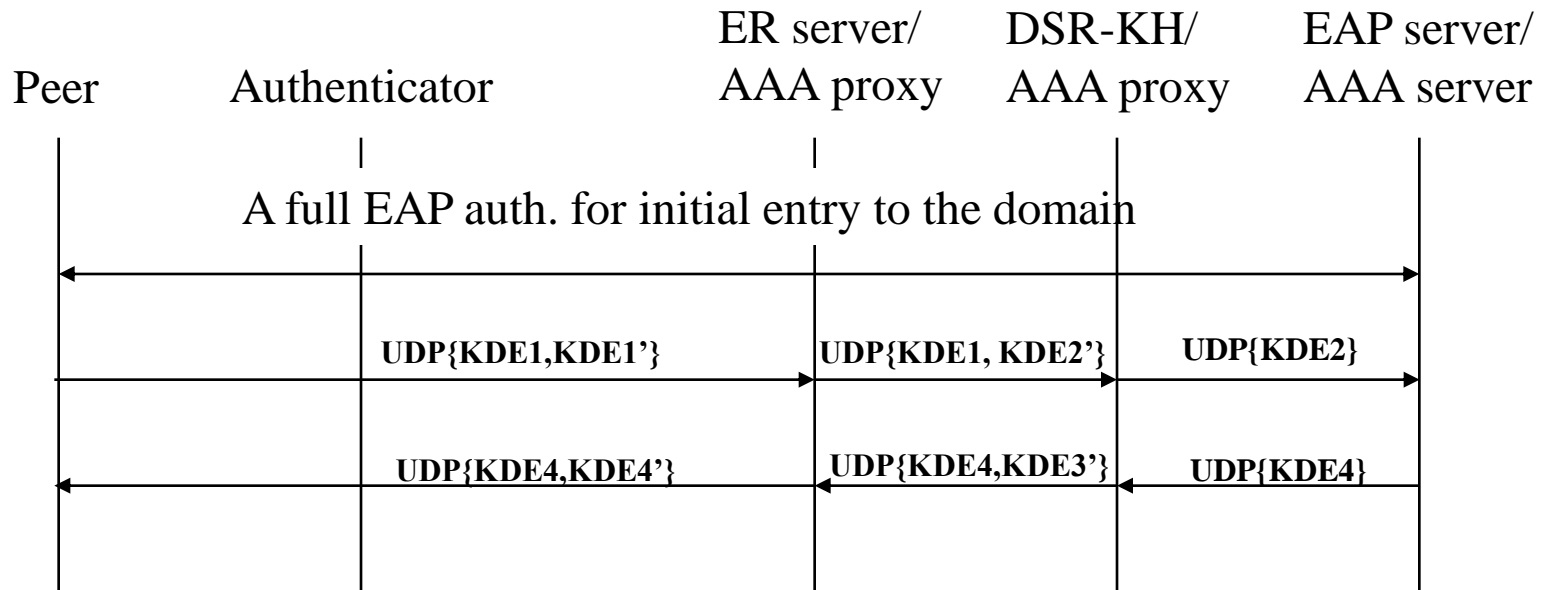 ER server/ DSR-KH/ EAP server/
Peer Authenticator AAA proxy AAA proxy AAA server
A full EAP auth. for initial entry to the domain
UDP{KDE1,KDE1’} UDP{KDE1, KDE2’} UDP{KDE2}
UDP{KDE4,KDE4’} UDP{KDE4,KDE3’} UDP{KDE4}